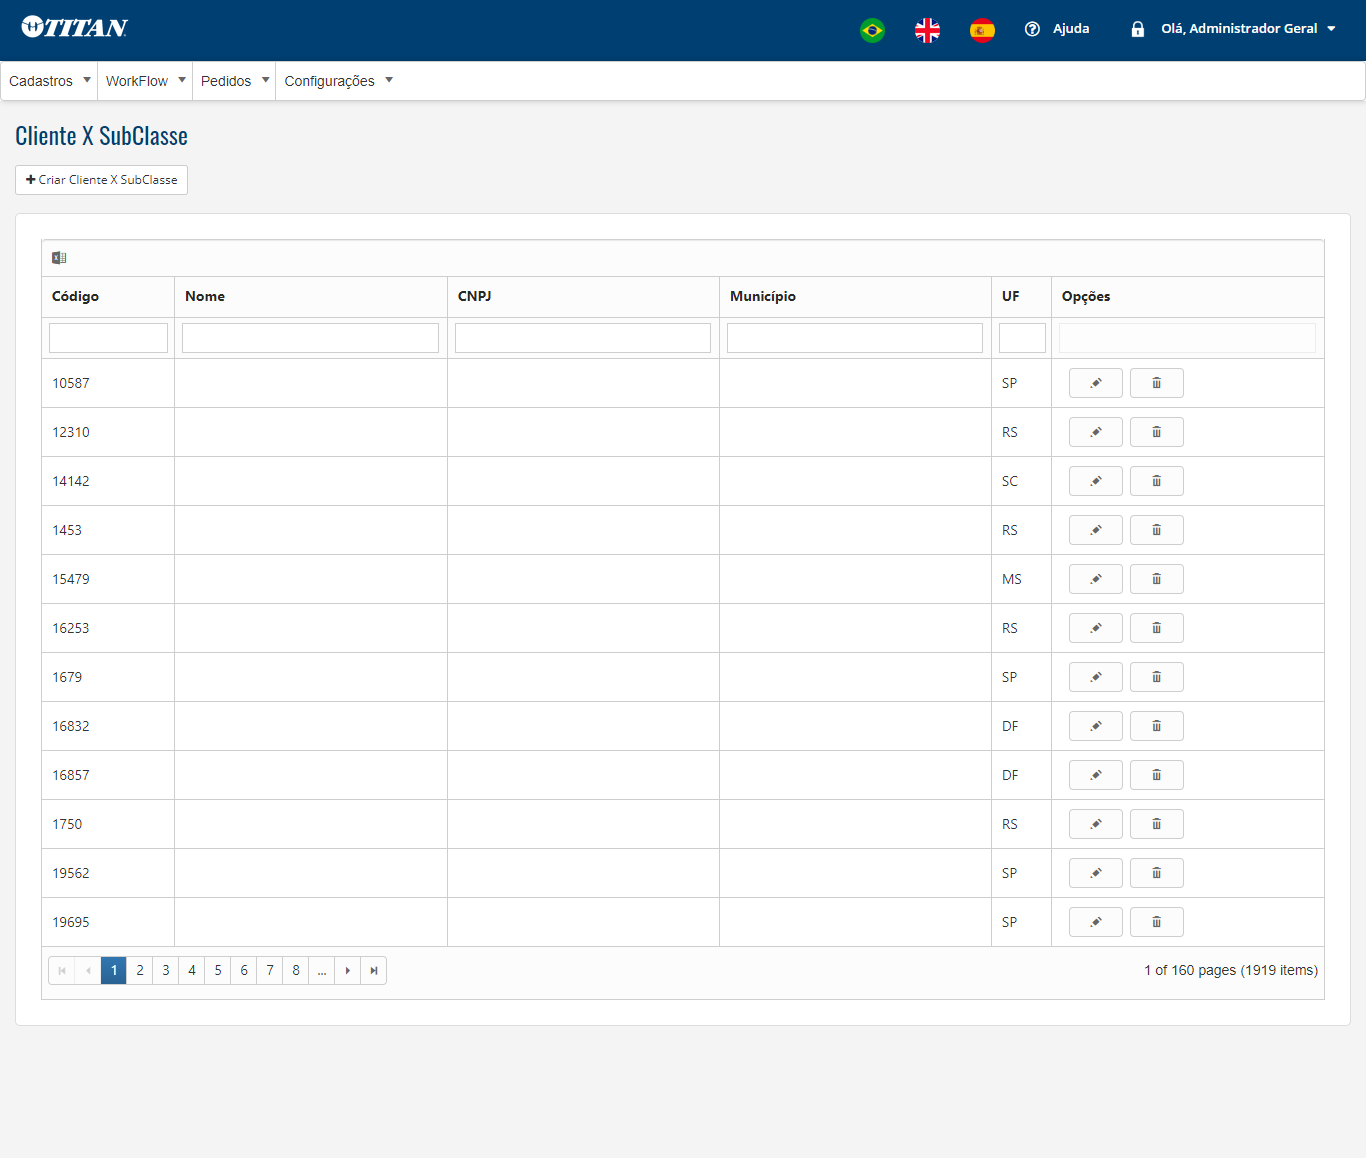 TITAN
Ajuda
Olá, Administrador Geral
Cadastros WorkFlow Pedidos Configurações
Cliente X SubClasse
Criar Cliente X SubClasse
Código Nome CNPJ Município UF Opções
10587 SP
12310 RS
14142 SC
1453 RS
15479 MS
16253 RS
1679 SP
16832 DF
16857 DF
1750 RS
19562 SP
19695 SP
1 2 3 4 5 6 7 8 ...
1 of 160 pages (1919 items)